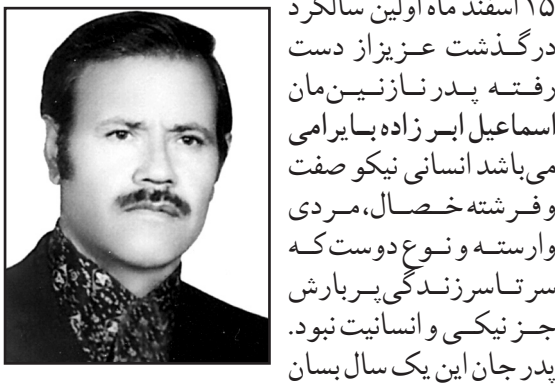 ۱۵ اسفند ماه اولین سالگرد
درگذشت عزیز از دست
رفته پدر نازنین‌مان
اسماعیل ابرزاده بایرامی
می‌باشد انسانی نیکو صفت
و فرشته خصال، مردی
وارسته و نوع دوست که
سرتاسر زندگی پربارش
جز نیکی و انسانیت نبود.
پدر جان این یک سال بسان